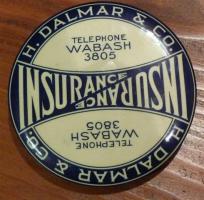 H. DALMAR & CO.
TELEPHONE
WABASH
3805
INSURANCE
INSURANCE
TELEPHONE
WABASH
3805
H. DALMAR & CO.